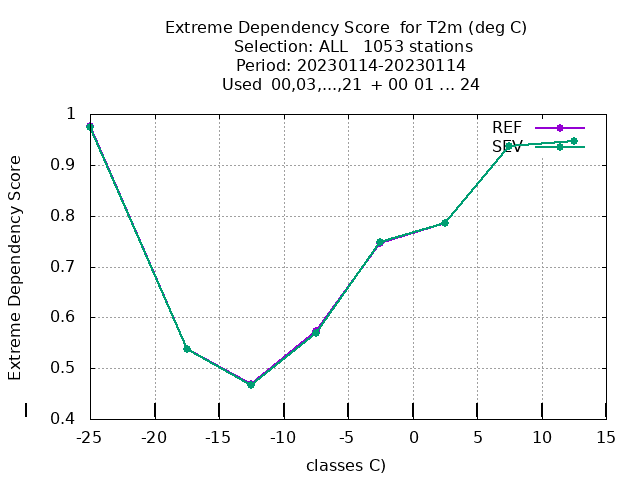 Extreme Dependency Score  for T2m (deg C)
Selection: ALL   1053 stations
Period: 20230114-20230114
Used  00,03,...,21  + 00 01 ... 24
Extreme Dependency Score
1
0.9
0.8
0.7
0.6
0.5
0.4
REF
SEV
-25 -20 -15 -10 -5 0 5 10 15
classes C)